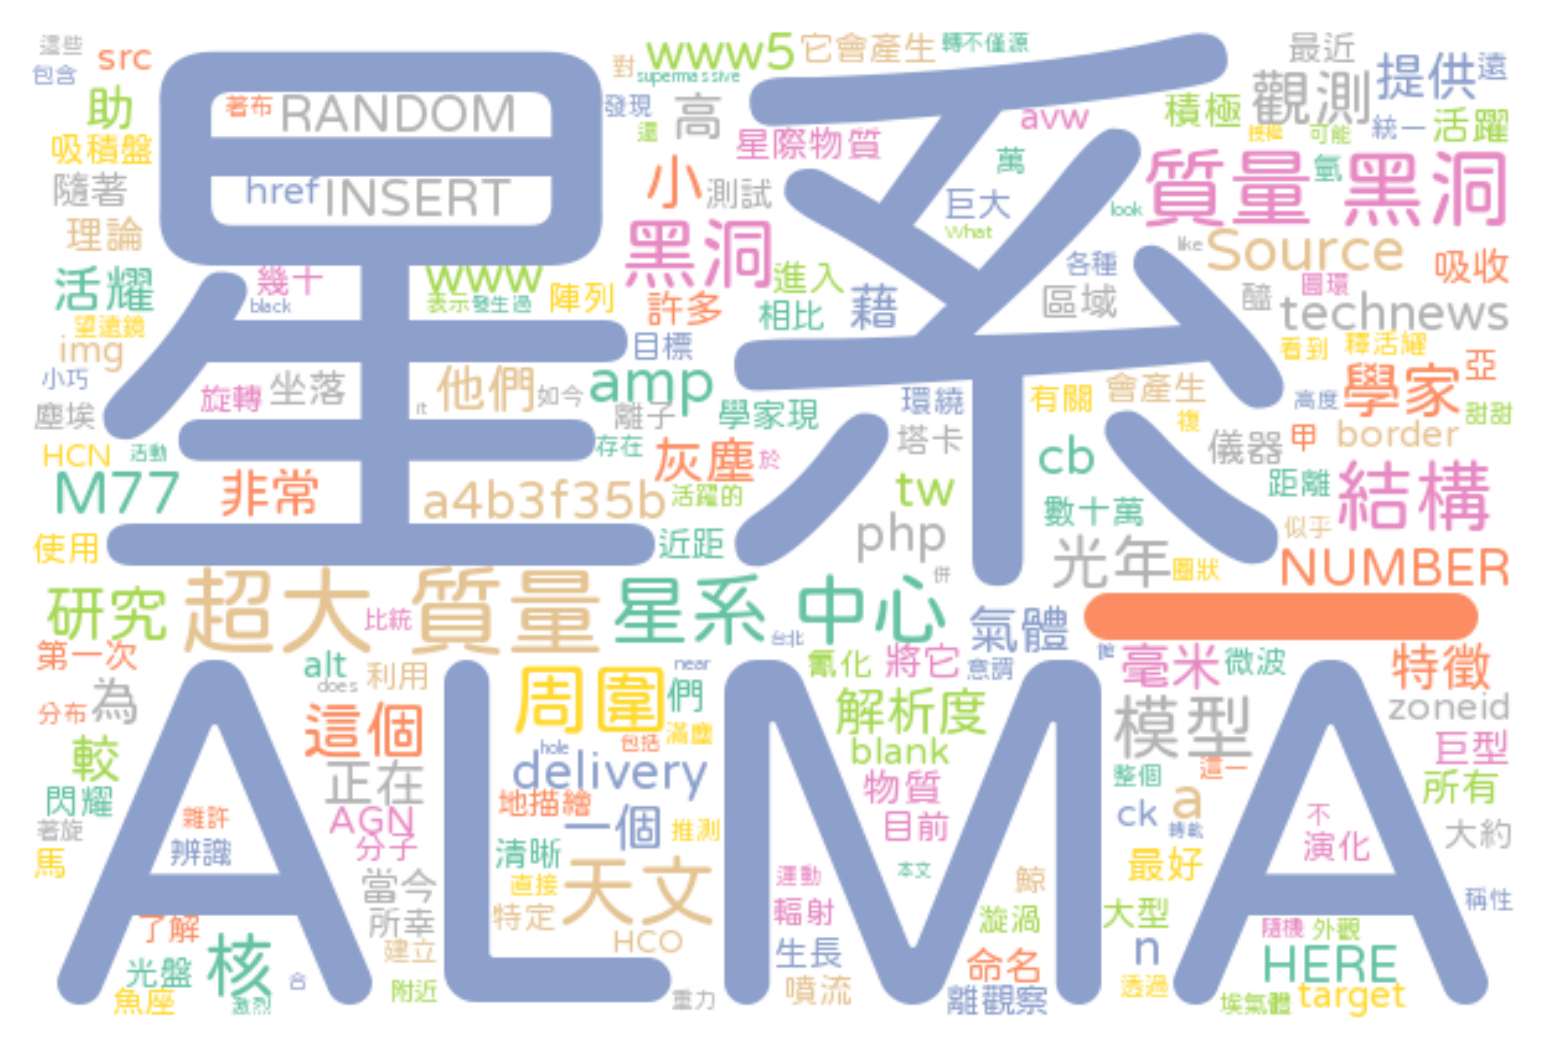 這些 src 助 著布 RANDOM 對 www5 它會產生 轉不僅源 最近 提供 遠
包含 supermassive 觀測
吸積盤 發現 還 高 星際物質 系 avw 積極 授權 可能 統一 活躍
隨著 href INSERT 小 測試 萬 巨大 質量 氫 黑洞
星 What look
理論 黑洞 like Source 吸收
活耀 幾十 www 進入 各種 圓環
black 表示 發生過 陣列 許多 相比 藉 區域 technews
望遠鏡 img 目標 看到 釋活耀 亞
小巧 旋轉 坐落 it 他們 如今 amp 環繞 有關 會產生 高度 學家 甜甜
塵埃 離子 學家現 塔卡 複 儀器 甲 border
HCN 活動 存在 灰塵 於 cb 距離 結構
M77 非常 a4b3f35b 活躍的 tw 數十萬 似乎
使用 近距 php 光年 圈狀 NUMBER
研究 超大 比統 質量 星系 中心 併 氣體 一
台北
第一次 alt 利用 周圍 near 氰化 將它 意謂 毫米 微波 特徵
分布 為 does 們 解析度 模型 zoneid
這個 包括 滿塵 blank 巨型
較 正在 hole delivery 物質 整個 這一 所有
閃耀 雜許 AGN 地描繪 一個 推測 目前 ck a 轉載 不 大約
著旋 辨識 分子 清晰 本文 演化
馬 當今 直接 天文 運動 鯨 最好 稱性
ALMA
了解 所幸 特定 HCO 輻射 漩渦 大型 隨機 外觀
光盤 核 合 建立 生長 命名 n HERE
魚座 激烈 附近 重力 噴流 離觀察 透過 埃氣體 target